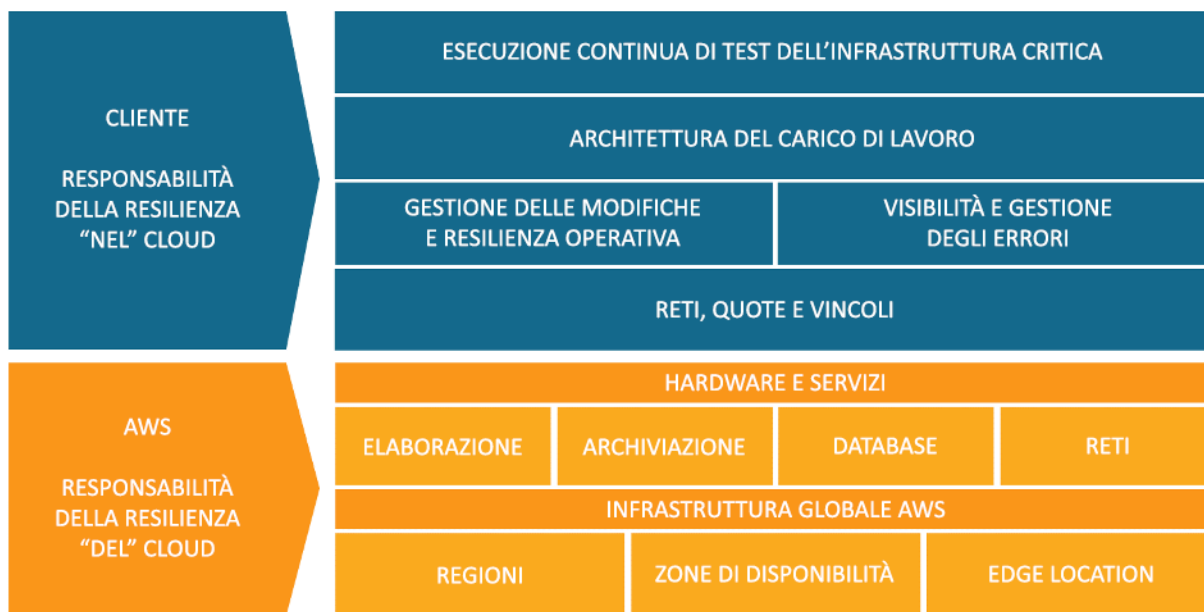 CLIENTE
RESPONSABILITÀ
DELLA RESILIENZA
“NEL” CLOUD
ESECUZIONE CONTINUA DI TEST DELL’INFRASTRUTTURA CRITICA
ARCHITETTURA DEL CARICO DI LAVORO
GESTIONE DELLE MODIFICHE
E RESILIENZA OPERATIVA
VISIBILITÀ E GESTIONE
DEGLI ERRORI
RETI, QUOTE E VINCOLI
AWS
RESPONSABILITÀ
DELLA RESILIENZA
“DEL” CLOUD
HARDWARE E SERVIZI
ELABORAZIONE
ARCHIVIAZIONE
DATABASE
RETI
INFRASTRUTTURA GLOBALE AWS
REGIONI
ZONE DI DISPONIBILITÀ
EDGE LOCATION